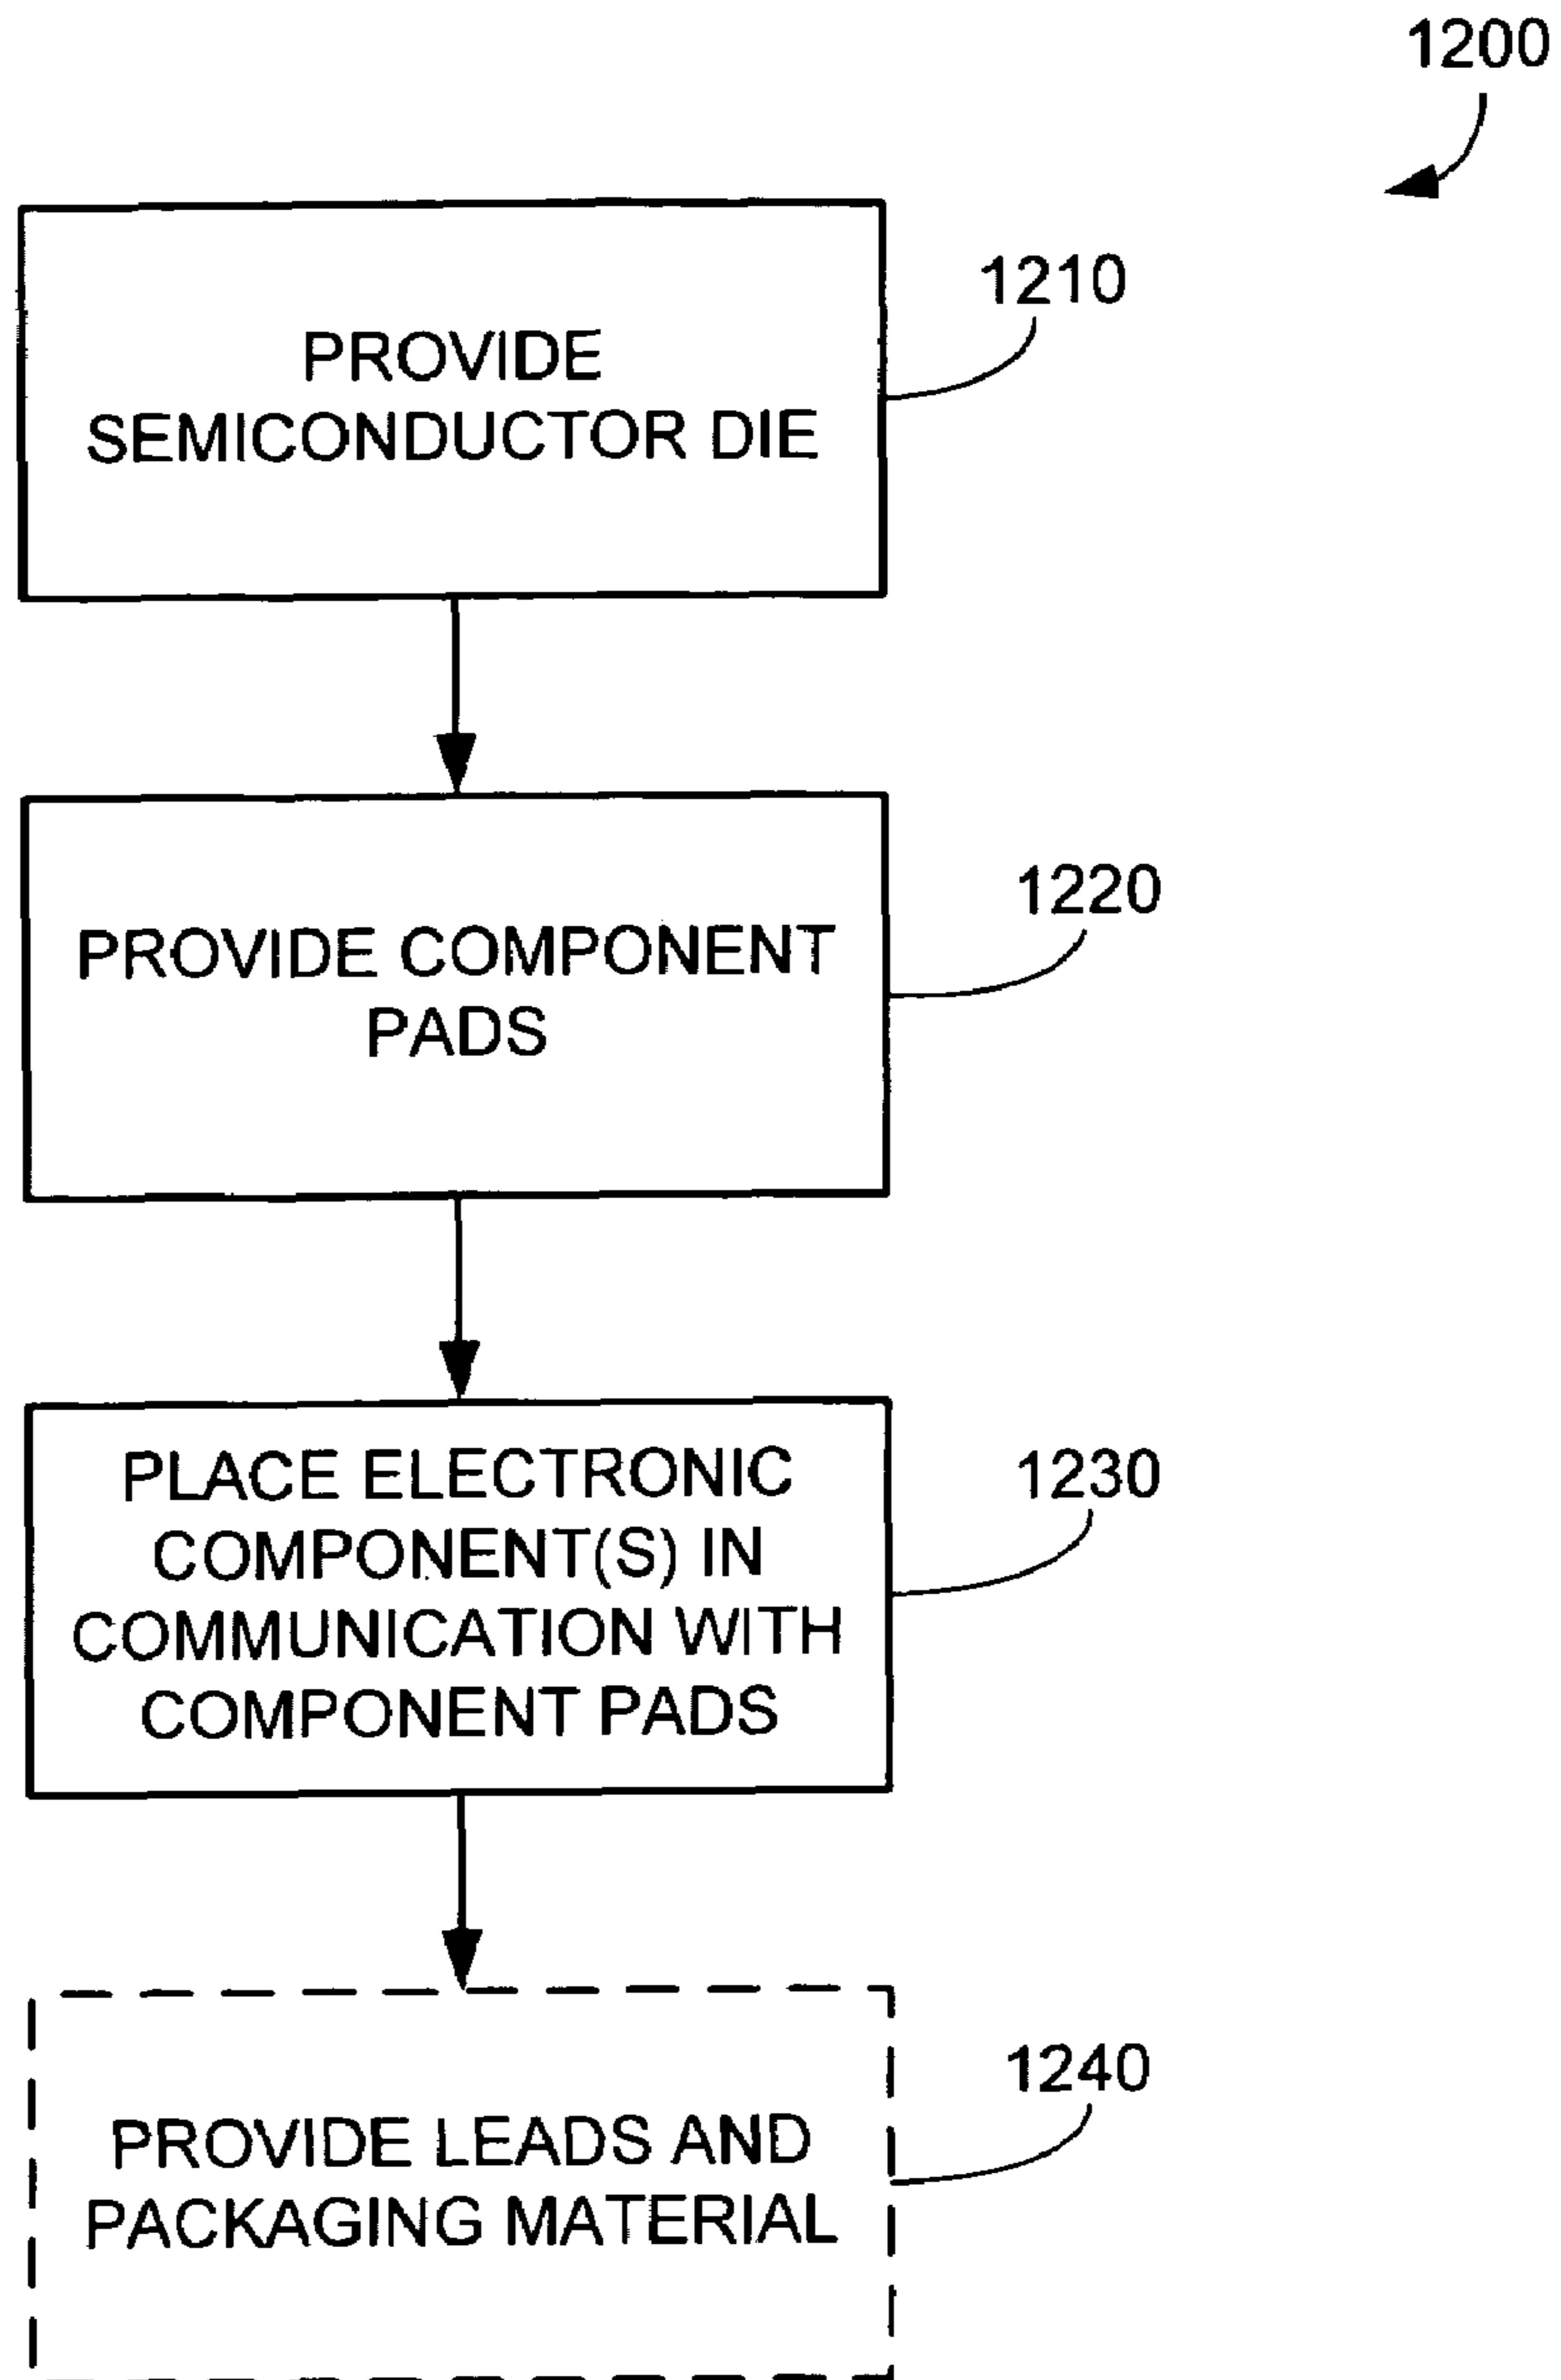 1200
1210
PROVIDE
SEMICONDUCTOR DIE
1220
PROVIDE COMPONENT
PADS
1230
PLACE ELECTRONIC
COMPONENT(S) IN
COMMUNICATION WITH
COMPONENT PADS
1240
PROVIDE LEADS AND
PACKAGING MATERIAL